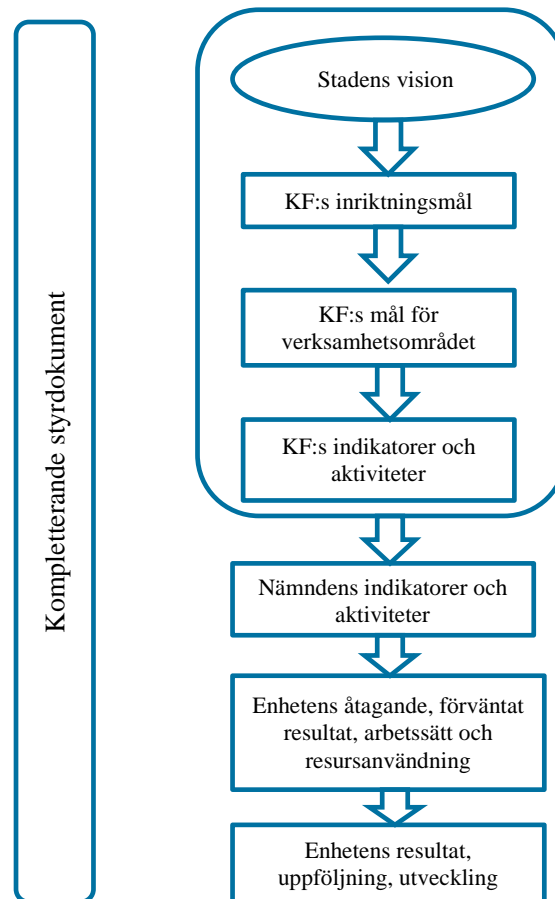 Kompletterande styrdokument
Stadens vision
KF:s inriktningsmål
KF:s mål för
verksamhetsområdet
KF:s indikatorer och
aktiviteter
Nämndens indikatorer och
aktiviteter
Enhetens åtagande, förväntat
resultat, arbetssätt och
resursanvändning
Enhetens resultat,
uppföljning, utveckling